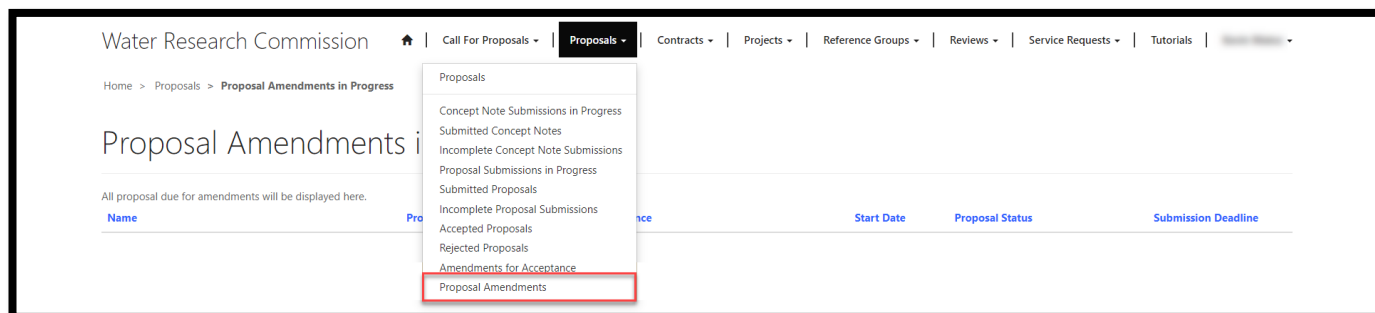 Water Research Commission Call For Proposals Proposals Contracts Projects Reference Groups Reviews Service Requests Tutorials
Home > Proposals > Proposal Amendments in Progress
Proposals
Concept Note Submissions in Progress
Submitted Concept Notes
Incomplete Concept Note Submissions
Proposal Submissions in Progress
Submitted Proposals
Incomplete Proposal Submissions
Accepted Proposals
Rejected Proposals
Amendments for Acceptance
Proposal Amendments
Proposal Amendments i
All proposal due for amendments will be displayed here.
Name Pro nce Start Date Proposal Status Submission Deadline